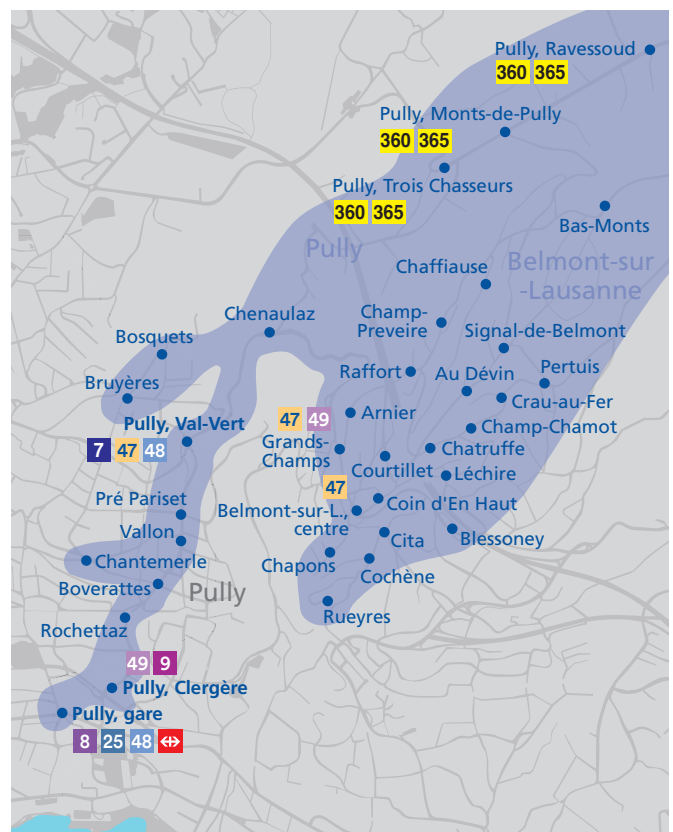 Pully, Ravessoud
360 365
Pully, Monts-de-Pully
360 365
Pully, Trois Chasseurs
360 365
Bas-Monts
Pully
Chaffiause
Belmont-sur
-Lausanne
Chenaulaz
Champ-
Preveire
Signal-de-Belmont
Bosquets
Raffort
Au Dévin
Pertuis
Bruyères
Crau-au-Fer
47 49
Arnier
Pully, Val-Vert
Champ-Chamot
7 47 48
Grands-
Champs
Chatruffe
Courtillet
Léchire
47
Pré Pariset
Coin d'En Haut
Belmont-sur-L.,
centre
Vallon
Cita
Blessoney
Chantemerle
Chapons
Cochène
Boverattes
Pully
Rueyres
Rochettaz
49 9
Pully, Clergère
Pully, gare
8 25 48